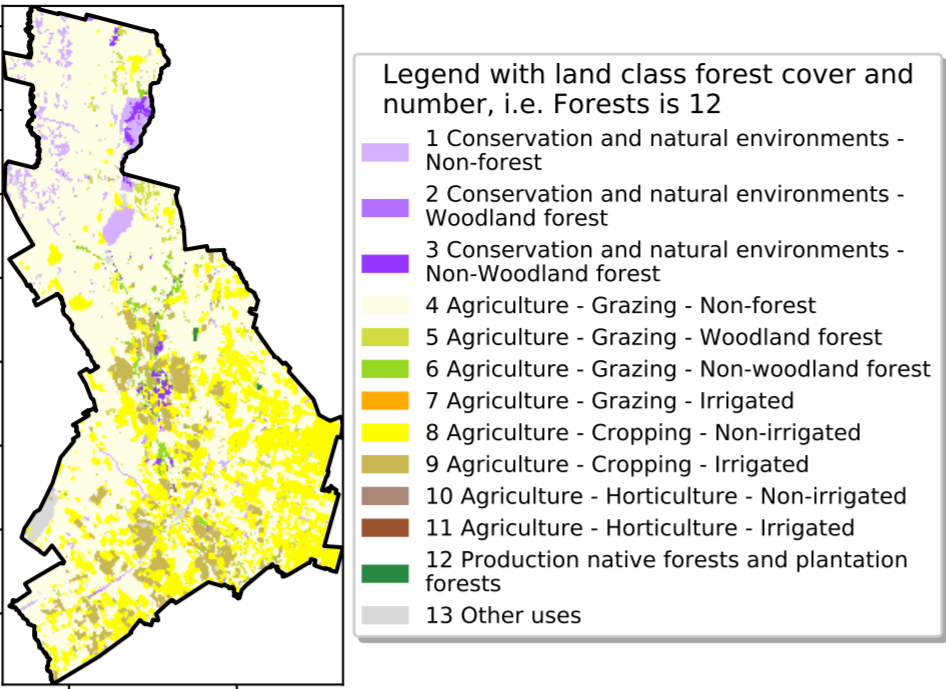 Legend with land class forest cover and
number, i.e. Forests is 12
1 Conservation and natural environments -
Non-forest
2 Conservation and natural environments -
Woodland forest
3 Conservation and natural environments -
Non-Woodland forest
4 Agriculture - Grazing - Non-forest
5 Agriculture - Grazing - Woodland forest
6 Agriculture - Grazing - Non-woodland forest
7 Agriculture - Grazing - Irrigated
8 Agriculture - Cropping - Non-irrigated
9 Agriculture - Cropping - Irrigated
10 Agriculture - Horticulture - Non-irrigated
11 Agriculture - Horticulture - Irrigated
12 Production native forests and plantation
forests
13 Other uses